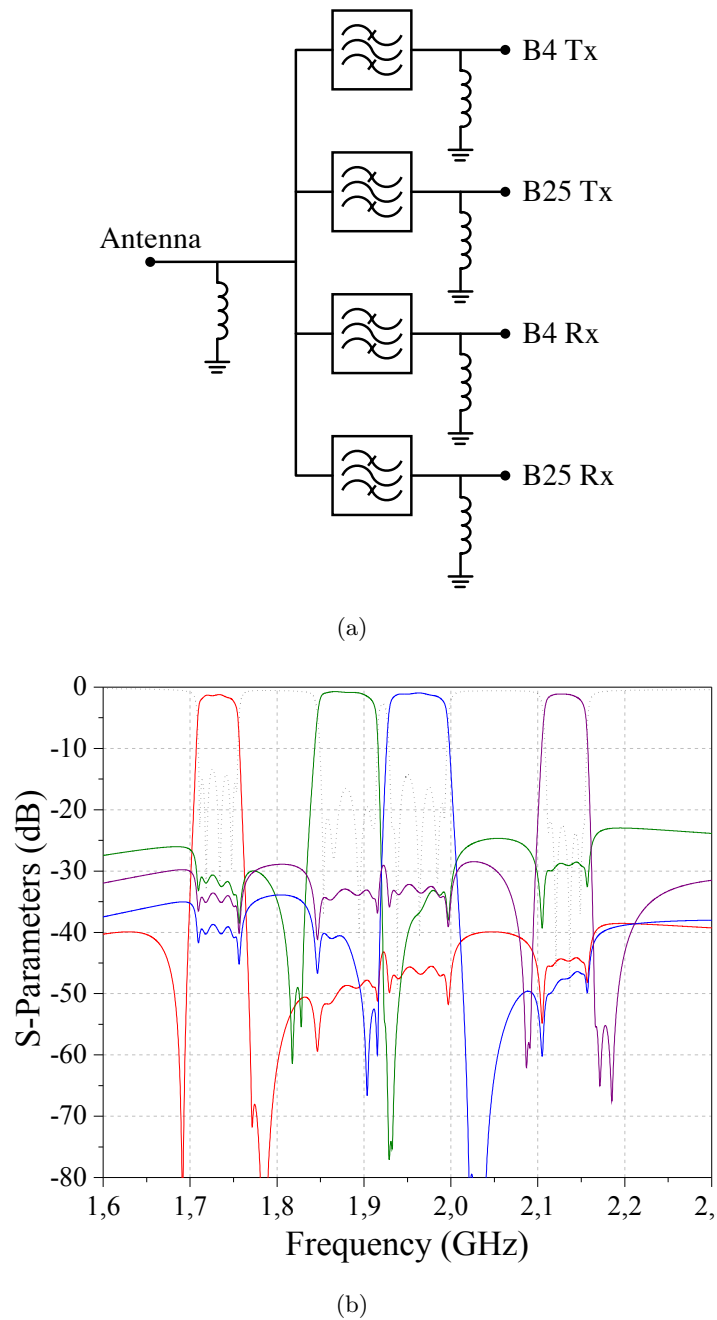 B4 Tx
B25 Tx
Antenna
B4 Rx
B25 Rx
(a)
0
-10
-20
-30
-40
-50
-60
-70
-80
S-Parameters (dB)
1,6 1,7 1,8 1,9 2,0 2,1 2,2 2,
Frequency (GHz)
(b)